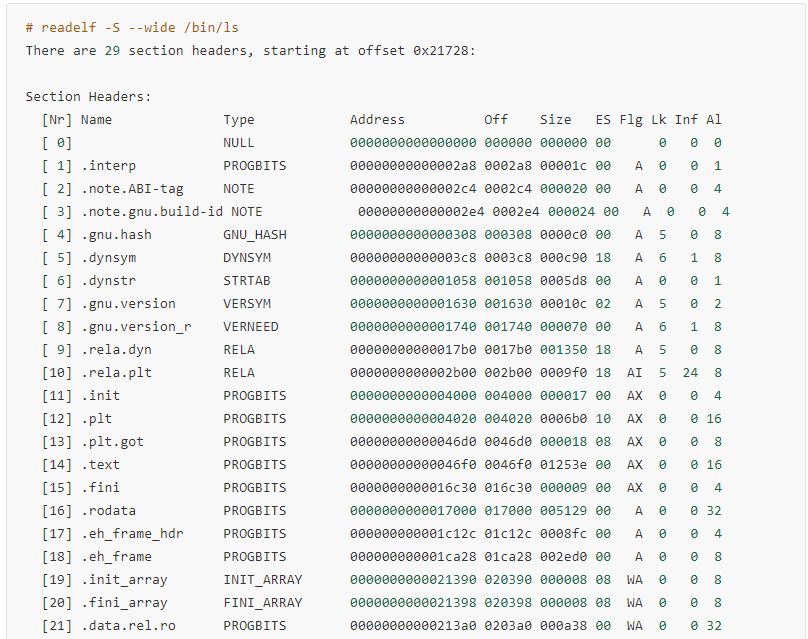 # readelf -S --wide /bin/ls
There are 29 section headers, starting at offset 0x21728:
Section Headers:
[Nr] Name Type Address Off Size ES Flg Lk Inf Al
[ 0] NULL 0000000000000000 000000 000000 00 0 0 0
[ 1] .interp PROGBITS 00000000000002a8 0002a8 00001c 00 A 0 0 1
[ 2] .note.ABI-tag NOTE 00000000000002c4 0002c4 000020 00 A 0 0 4
[ 3] .note.gnu.build-id NOTE 00000000000002e4 0002e4 000024 00 A 0 0 4
[ 4] .gnu.hash GNU_HASH 0000000000000308 000308 0000c0 00 A 5 0 8
[ 5] .dynsym DYNSYM 00000000000003c8 0003c8 000c90 18 A 6 1 8
[ 6] .dynstr STRTAB 0000000000001058 001058 0005d8 00 A 0 0 1
[ 7] .gnu.version VERSYM 0000000000001630 001630 00010c 02 A 5 0 2
[ 8] .gnu.version_r VERNEED 0000000000001740 001740 000070 00 A 6 1 8
[ 9] .rela.dyn RELA 00000000000017b0 0017b0 001350 18 A 5 0 8
[10] .rela.plt RELA 0000000000002b00 002b00 0009f0 18 AI 5 24 8
[11] .init PROGBITS 0000000000004000 004000 000017 00 AX 0 0 4
[12] .plt PROGBITS 0000000000004020 004020 0006b0 10 AX 0 0 16
[13] .plt.got PROGBITS 00000000000046d0 0046d0 000018 08 AX 0 0 8
[14] .text PROGBITS 00000000000046f0 0046f0 01253e 00 AX 0 0 16
[15] .fini PROGBITS 0000000000016c30 016c30 000009 00 AX 0 0 4
[16] .rodata PROGBITS 0000000000017000 017000 005129 00 A 0 0 32
[17] .eh_frame_hdr PROGBITS 000000000001c12c 01c12c 0008fc 00 A 0 0 4
[18] .eh_frame PROGBITS 000000000001ca28 01ca28 002ed0 00 A 0 0 8
[19] .init_array INIT_ARRAY 0000000000021390 020390 000008 08 WA 0 0 8
[20] .fini_array FINI_ARRAY 0000000000021398 020398 000008 08 WA 0 0 8
[21] .data.rel.ro PROGBITS 00000000000213a0 0203a0 000a38 00 WA 0 0 32